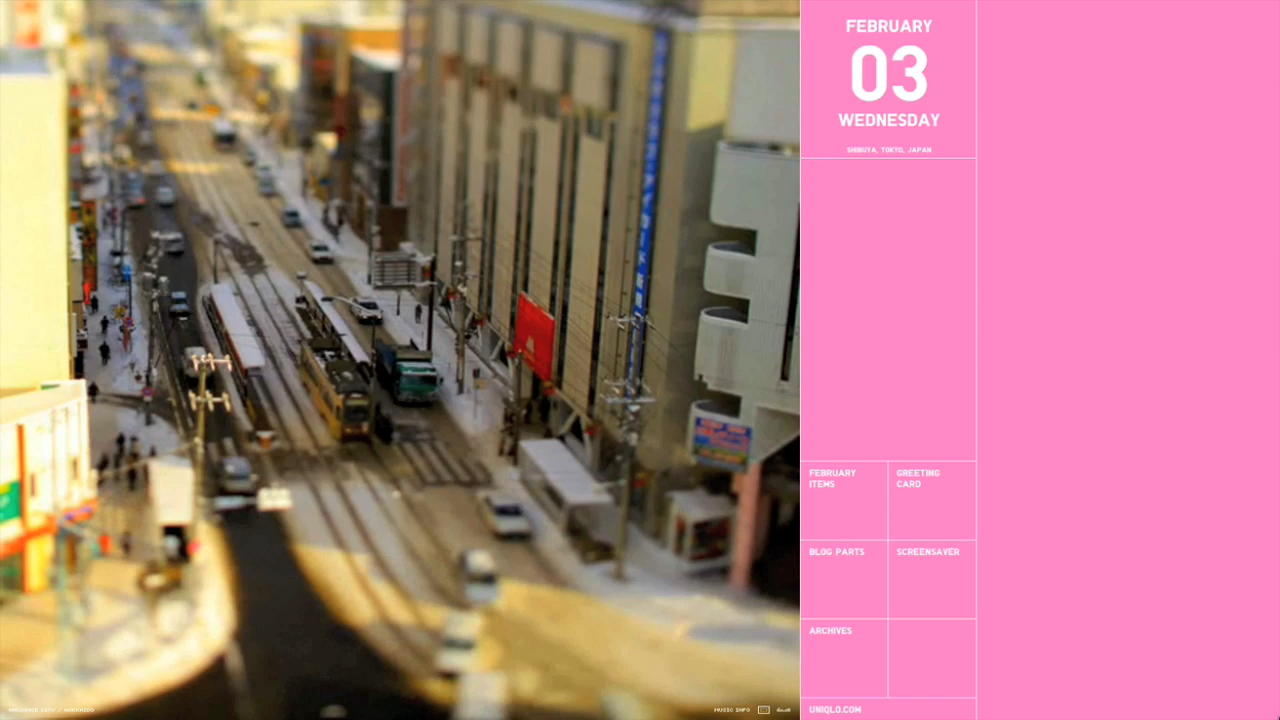 FEBRUARY
03
WEDNESDAY
SHIBUYA, TOKYO, JAPAN
FEBRUARY
ITEMS
GREETING
CARD
BLOG PARTS
SCREENSAVER
ARCHIVES
UNIQLO.COM
MUSIC INFO